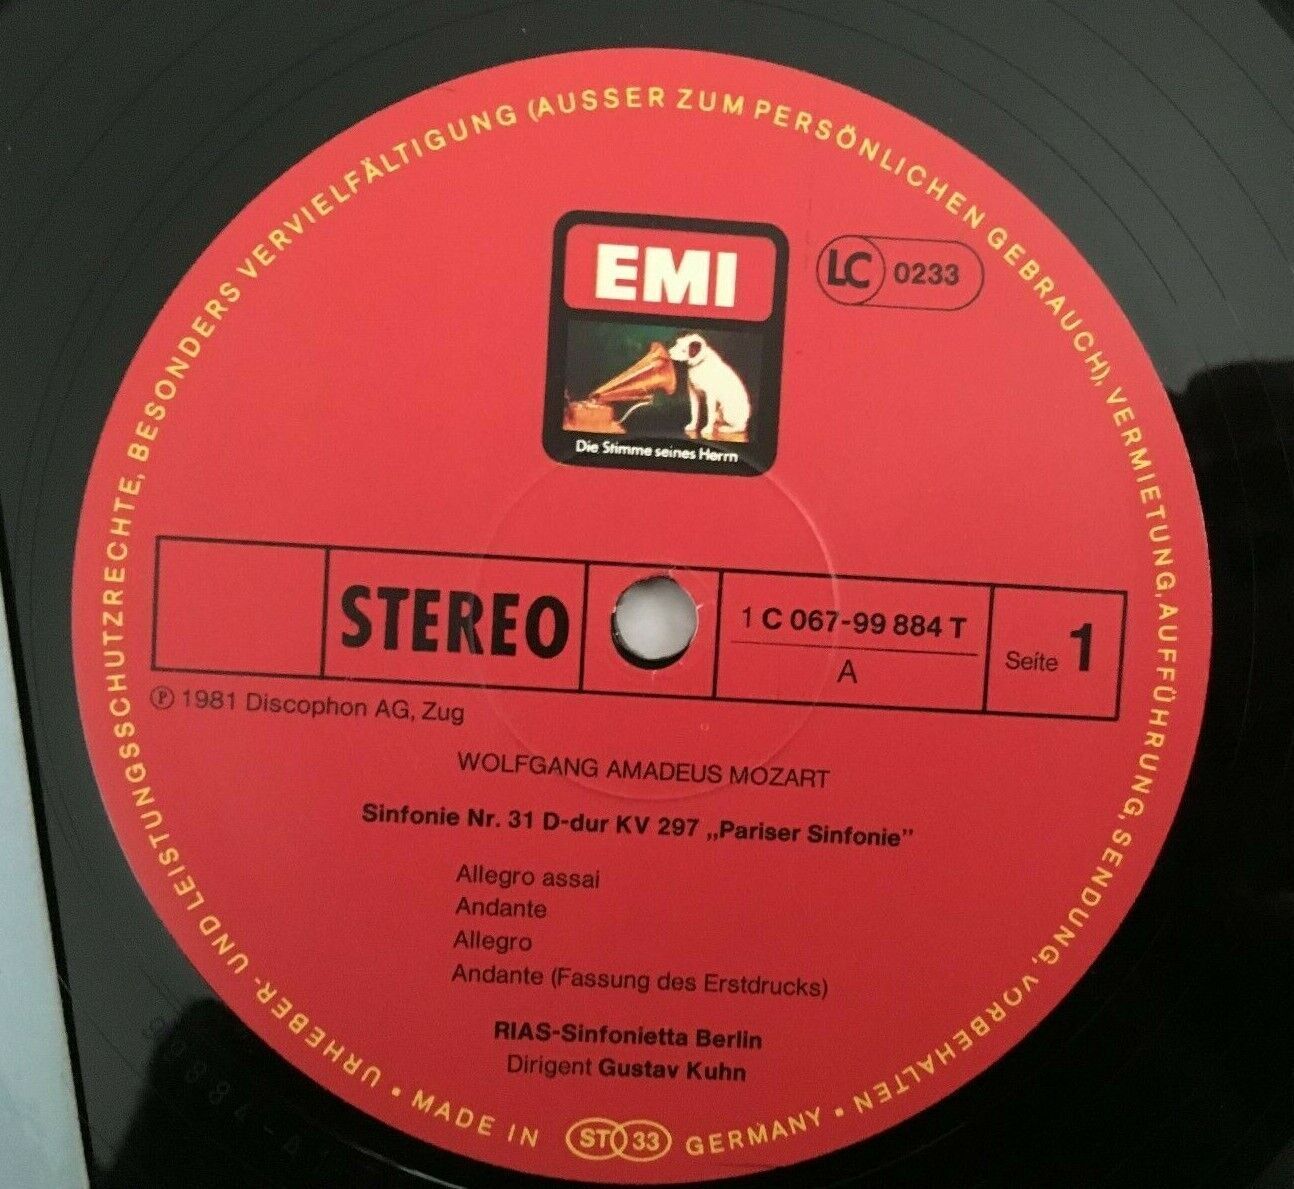 URHEBER- UND LEISTUNGSSCHUTZRECHTE, BESONDERS VERVIELFÄLTIGUNG (AUSSER ZUM PERSÖNLICHEN GEBRAUCH), VERMIETUNG, AUFFÜHRUNG, SENDUNG, VORBEHALTEN •
EMI
LC 0233
Die Stimme seines Herrn
STEREO
1 C 067-99 884 T
A
Seite 1
Ⓟ 1981 Discophon AG, Zug
WOLFGANG AMADEUS MOZART
Sinfonie Nr. 31 D-dur KV 297 „Pariser Sinfonie”
Allegro assai
Andante
Allegro
Andante (Fassung des Erstdrucks)
RIAS-Sinfonietta Berlin
Dirigent Gustav Kuhn
• MADE IN ST 33 GERMANY